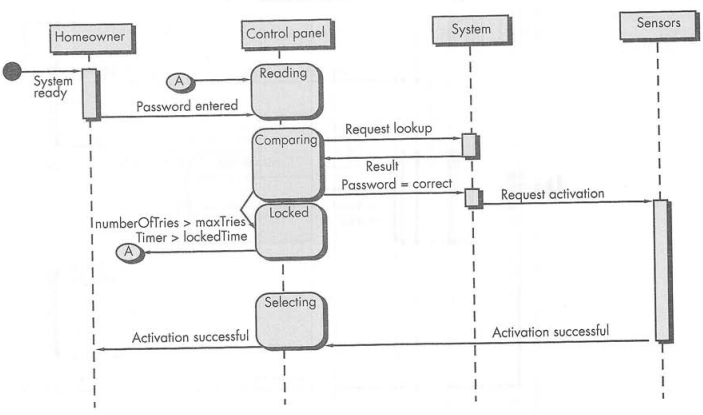 Homeowner
Control panel
System
Sensors
System
ready
A
Reading
Password entered
Comparing
Request lookup
Result
Password = correct
Request activation
numberOfTries > maxTries
Locked
Timer > lockedTime
A
Selecting
Activation successful
Activation successful